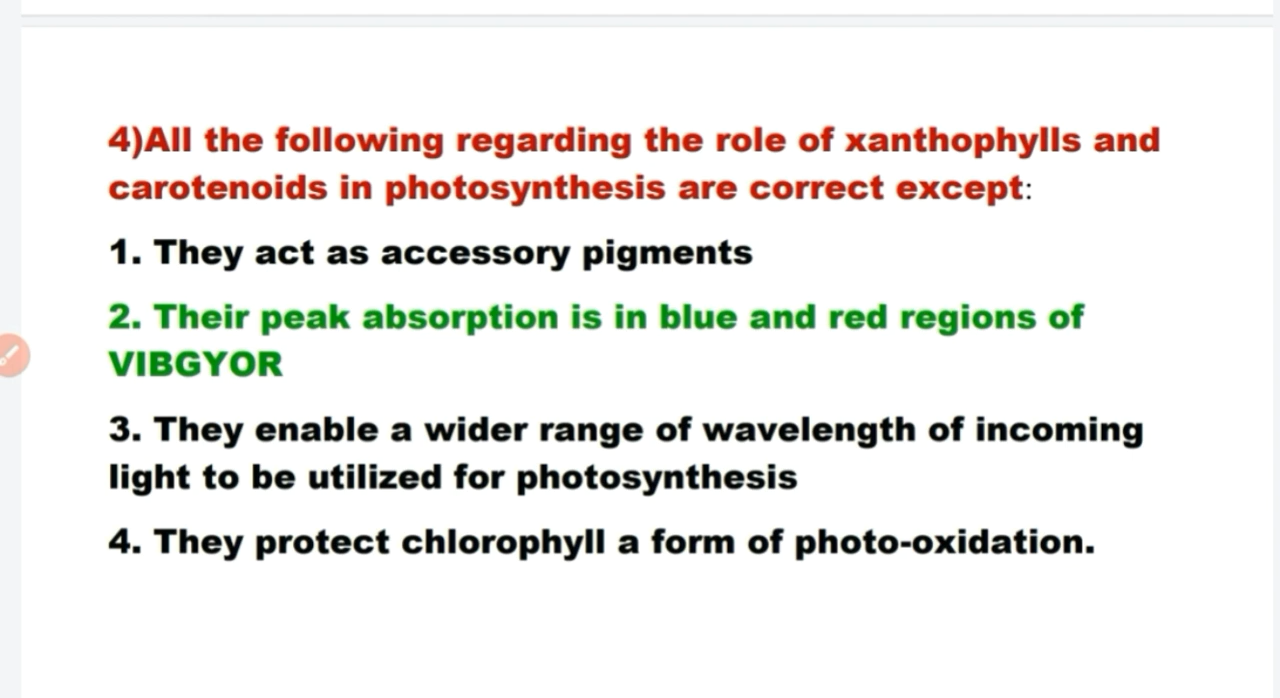 4)All the following regarding the role of xanthophylls and
carotenoids in photosynthesis are correct except:
1. They act as accessory pigments
2. Their peak absorption is in blue and red regions of
VIBGYOR
3. They enable a wider range of wavelength of incoming
light to be utilized for photosynthesis
4. They protect chlorophyll a form of photo-oxidation.